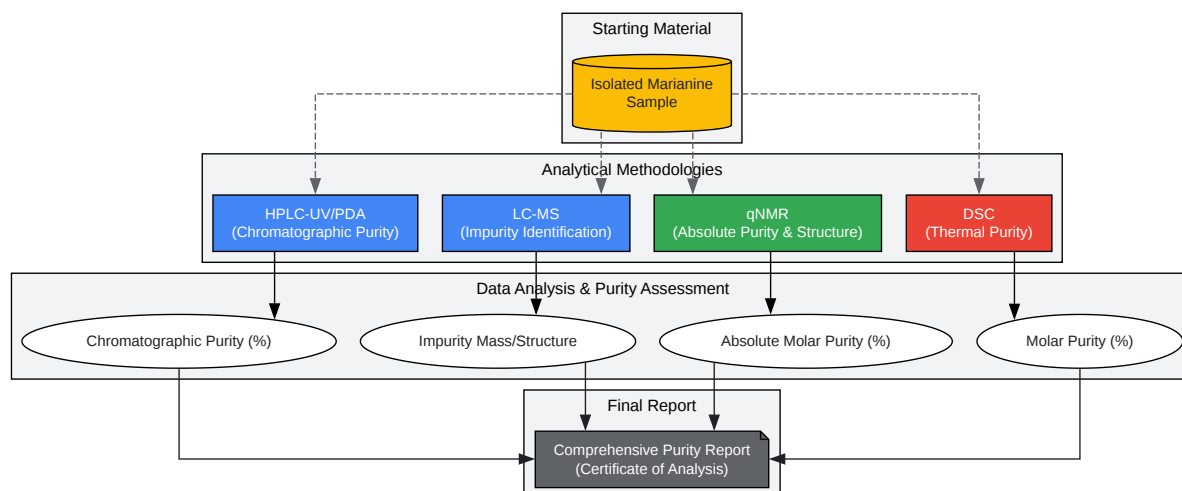 Starting Material
Isolated Marianine
Sample
Analytical Methodologies
HPLC-UV/PDA
(Chromatographic Purity)
LC-MS
(Impurity Identification)
qNMR
(Absolute Purity & Structure)
DSC
(Thermal Purity)
Data Analysis & Purity Assessment
Chromatographic Purity (%)
Impurity Mass/Structure
Absolute Molar Purity (%)
Molar Purity (%)
Final Report
Comprehensive Purity Report
(Certificate of Analysis)